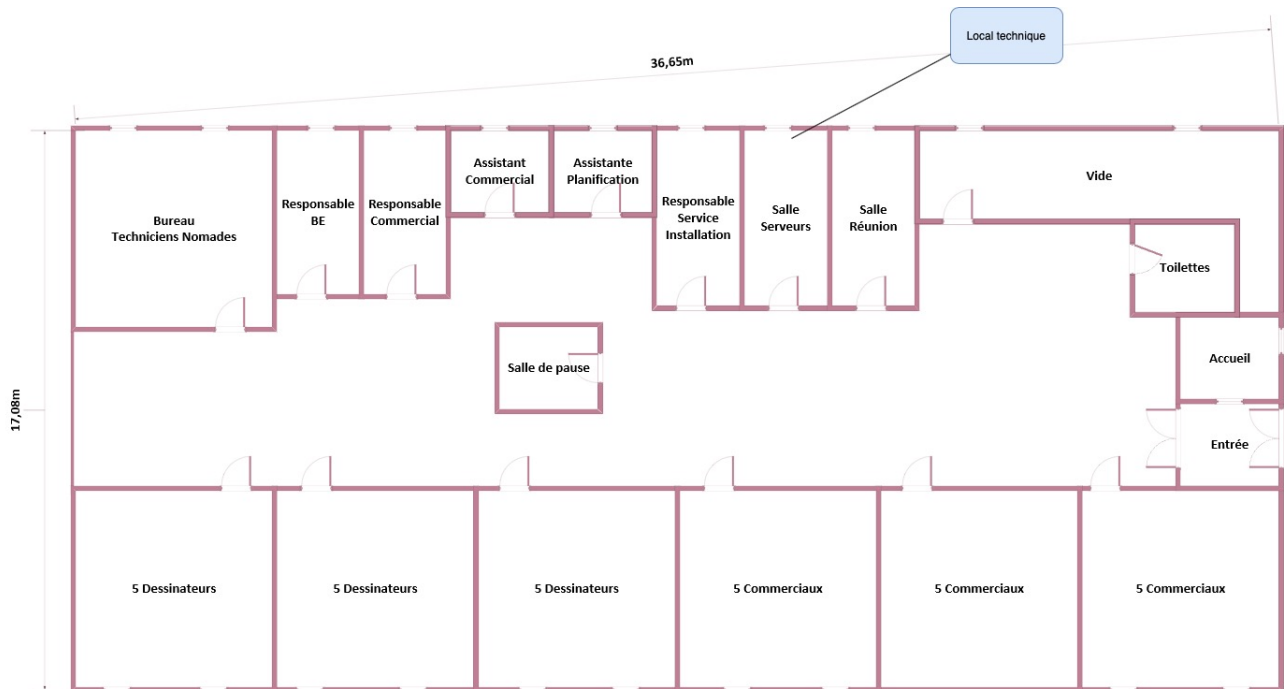 Local technique
36,65m
Assistant
Commercial
Assistante
Planification
Vide
Responsable
BE
Responsable
Commercial
Responsable
Service
Installation
Salle
Serveurs
Salle
Réunion
Bureau
Techniciens Nomades
Toilettes
Accueil
Salle de pause
17,08m
Entrée
5 Dessinateurs
5 Dessinateurs
5 Dessinateurs
5 Commerciaux
5 Commerciaux
5 Commerciaux